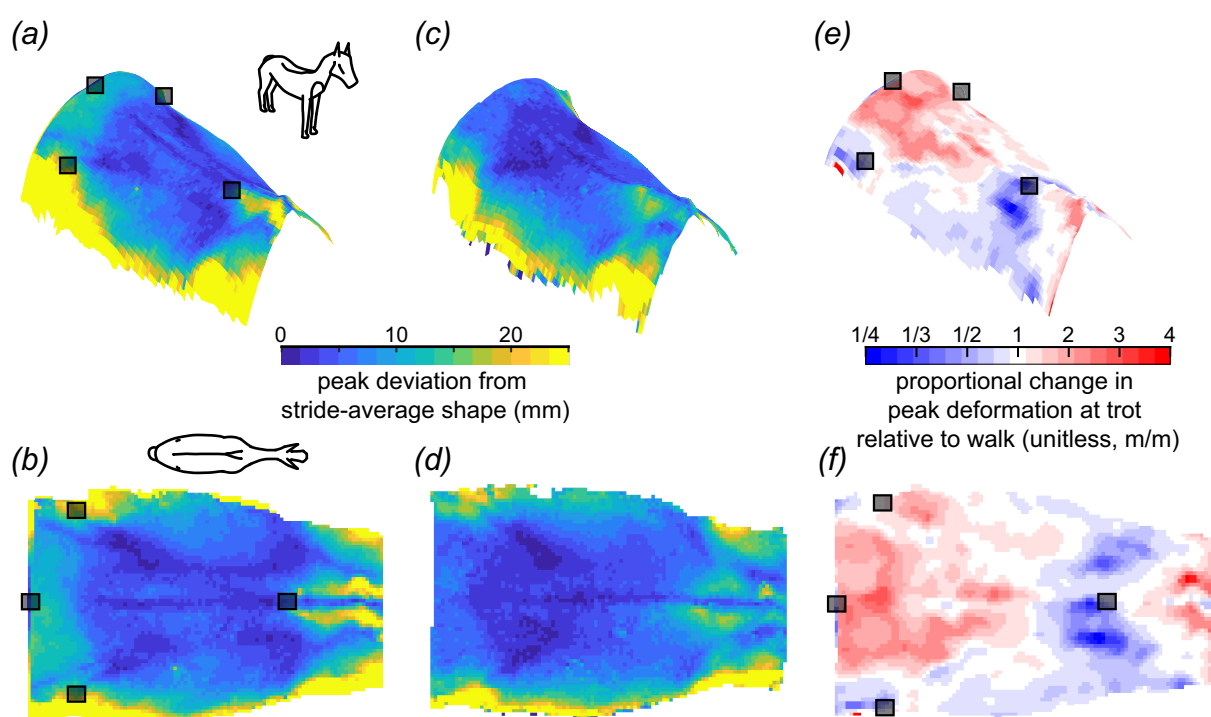 (a)
(c)
(e)
0 10 20
peak deviation from
stride-average shape (mm)
1/4 1/3 1/2 1 2 3 4
proportional change in
peak deformation at trot
relative to walk (unitless, m/m)
(b)
(d)
(f)